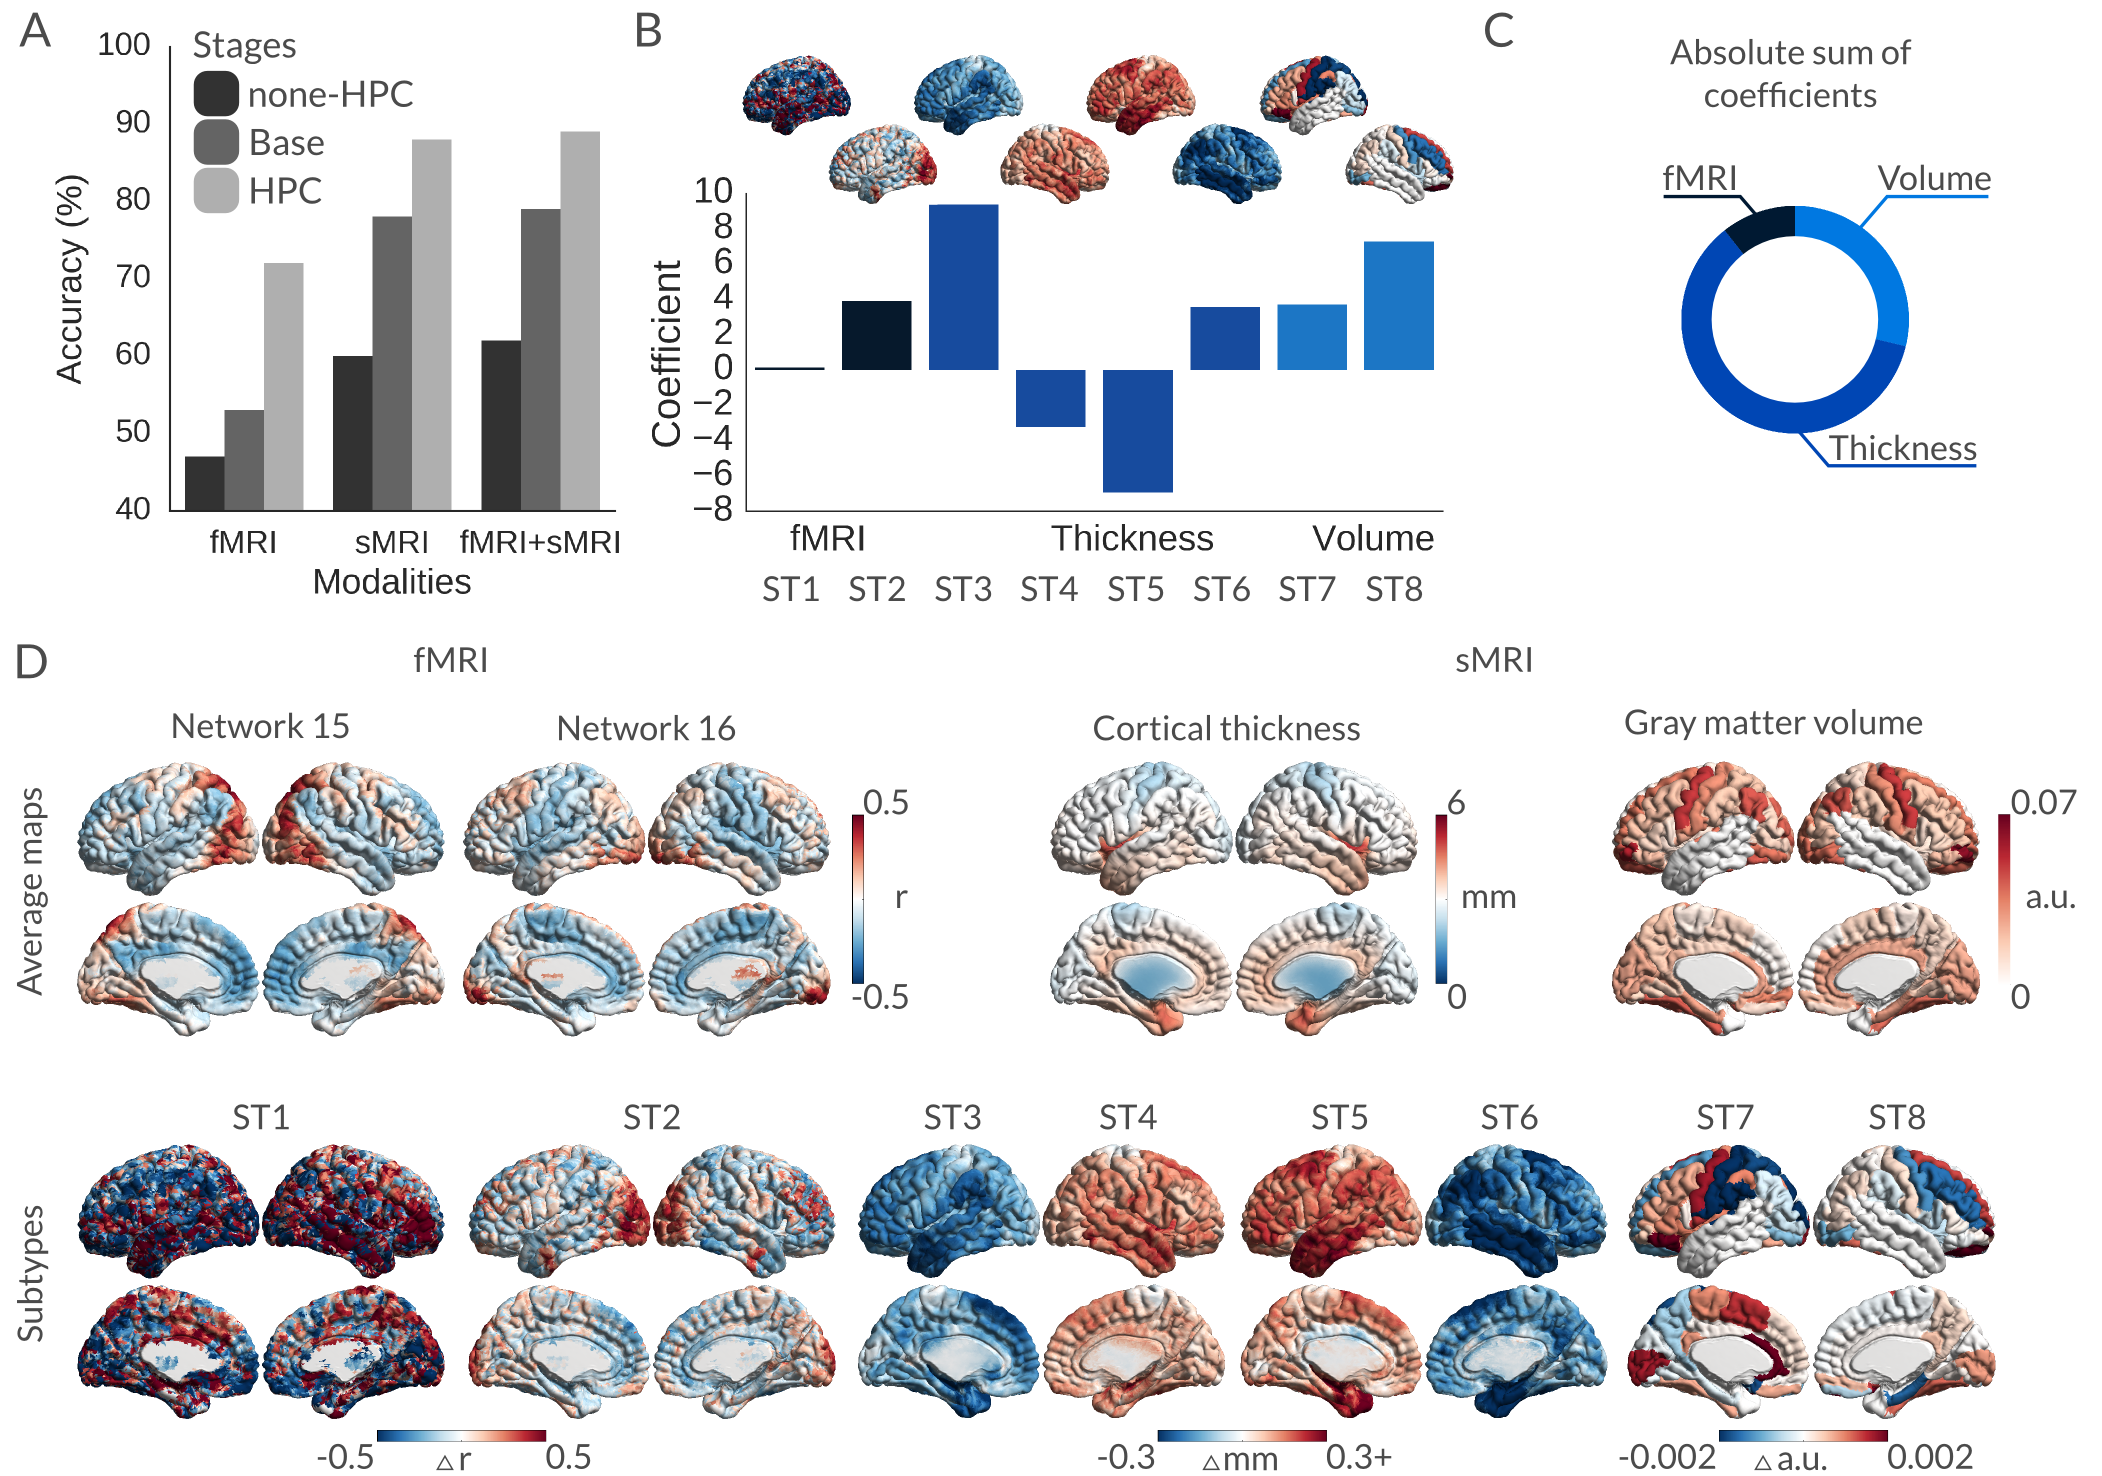 A
Stages
none-HPC
Base
HPC
100
90
80
70
60
50
40
Accuracy (%)
fMRI
sMRI
fMRI+sMRI
Modalities
B
10
8
6
4
2
0
−2
−4
−6
−8
Coefficient
fMRI
Thickness
Volume
ST1
ST2
ST3
ST4
ST5
ST6
ST7
ST8
C
Absolute sum of
coefficients
fMRI
Volume
Thickness
D
fMRI
sMRI
Network 15
Network 16
Cortical thickness
Gray matter volume
Average maps
0.5
r
-0.5
6
mm
0
0.07
a.u.
0
Subtypes
ST1
ST2
ST3
ST4
ST5
ST6
ST7
ST8
-0.5
△r
0.5
-0.3
△mm
0.3+
-0.002
△a.u.
0.002